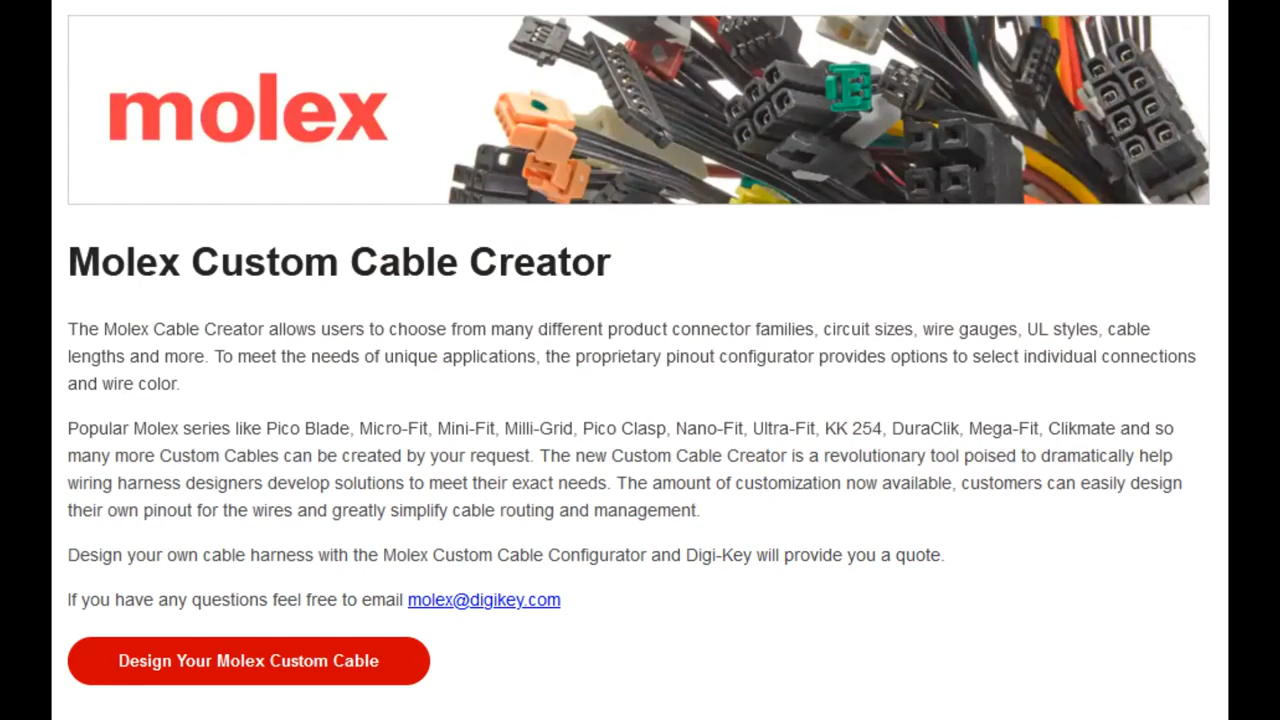 molex
Molex Custom Cable Creator
The Molex Cable Creator allows users to choose from many different product connector families, circuit sizes, wire gauges, UL styles, cable
lengths and more. To meet the needs of unique applications, the proprietary pinout configurator provides options to select individual connections
and wire color.
Popular Molex series like Pico Blade, Micro-Fit, Mini-Fit, Milli-Grid, Pico Clasp, Nano-Fit, Ultra-Fit, KK 254, DuraClik, Mega-Fit, Clikmate and so
many more Custom Cables can be created by your request. The new Custom Cable Creator is a revolutionary tool poised to dramatically help
wiring harness designers develop solutions to meet their exact needs. The amount of customization now available, customers can easily design
their own pinout for the wires and greatly simplify cable routing and management.
Design your own cable harness with the Molex Custom Cable Configurator and Digi-Key will provide you a quote.
If you have any questions feel free to email molex@digikey.com
Design Your Molex Custom Cable